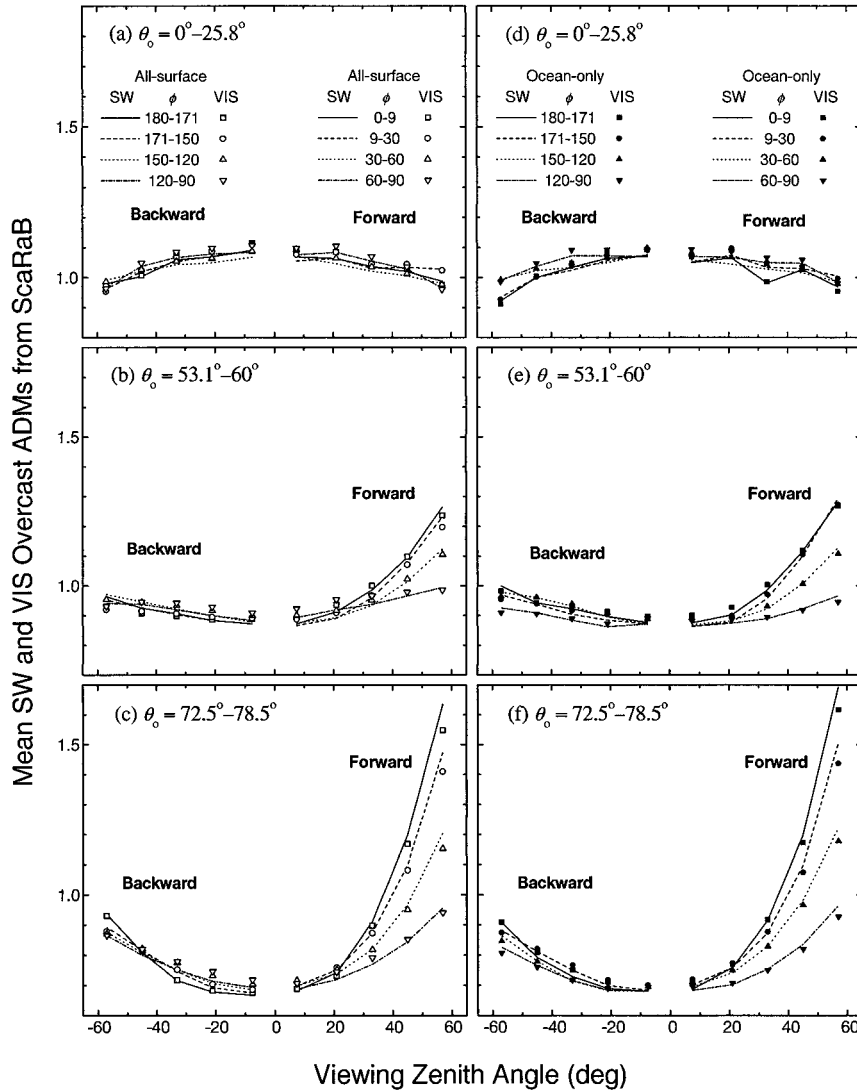 Mean SW and VIS Overcast ADMs from ScaRaB
(a) θo = 0°–25.8°
All-surface
SW ϕ VIS
180-171
171-150
150-120
120-90
All-surface
SW ϕ VIS
0-9
9-30
30-60
60-90
Backward
Forward
1.5
1.0
(d) θo = 0°–25.8°
Ocean-only
SW ϕ VIS
180-171
171-150
150-120
120-90
Ocean-only
SW ϕ VIS
0-9
9-30
30-60
60-90
Backward
Forward
(b) θo = 53.1°–60°
Backward
Forward
1.5
1.0
(e) θo = 53.1°-60°
Backward
Forward
(c) θo = 72.5°–78.5°
Backward
Forward
1.5
1.0
(f) θo = 72.5°–78.5°
Backward
Forward
-60 -40 -20 0 20 40 60
-60 -40 -20 0 20 40 60
Viewing Zenith Angle (deg)